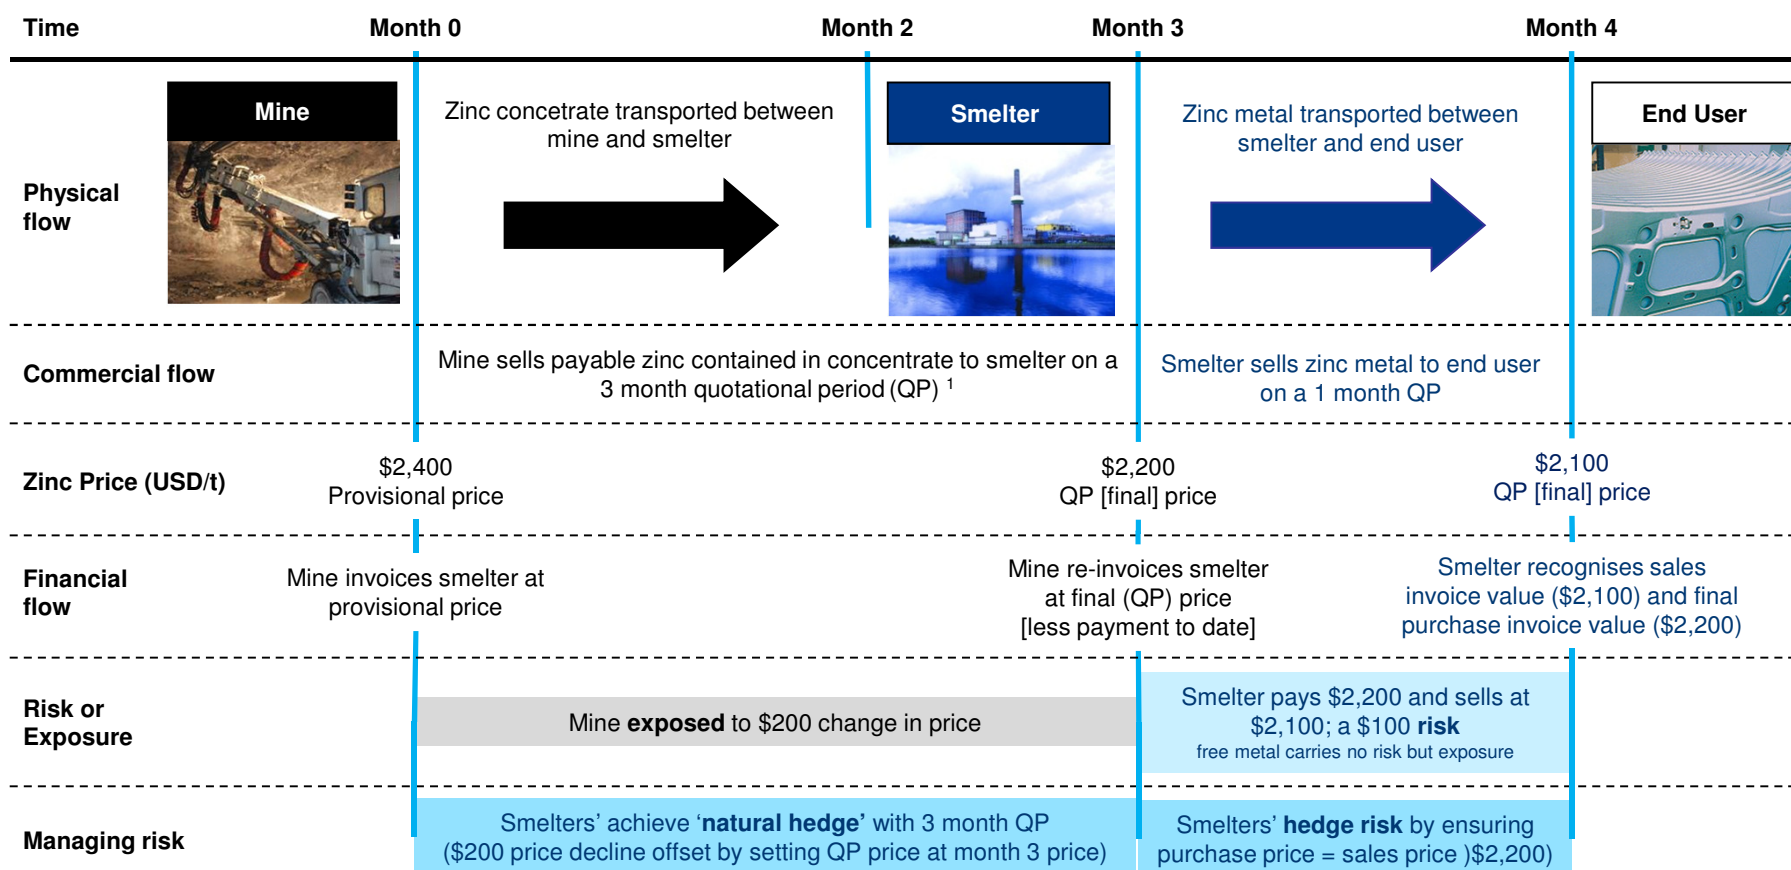 Time
Month 0
Month 2
Month 3
Month 4
Physical
flow
Mine
Zinc concetrate transported between
mine and smelter
Smelter
Zinc metal transported between
smelter and end user
End User
Commercial flow
Mine sells payable zinc contained in concentrate to smelter on a
3 month quotational period (QP) 1
Smelter sells zinc metal to end user
on a 1 month QP
Zinc Price (USD/t)
$2,400
Provisional price
$2,200
QP [final] price
$2,100
QP [final] price
Financial
flow
Mine invoices smelter at
provisional price
Mine re-invoices smelter
at final (QP) price
[less payment to date]
Smelter recognises sales
invoice value ($2,100) and final
purchase invoice value ($2,200)
Risk or
Exposure
Mine exposed to $200 change in price
Smelter pays $2,200 and sells at
$2,100; a $100 risk
free metal carries no risk but exposure
Managing risk
Smelters' achieve 'natural hedge' with 3 month QP
($200 price decline offset by setting QP price at month 3 price)
Smelters' hedge risk by ensuring
purchase price = sales price )$2,200)